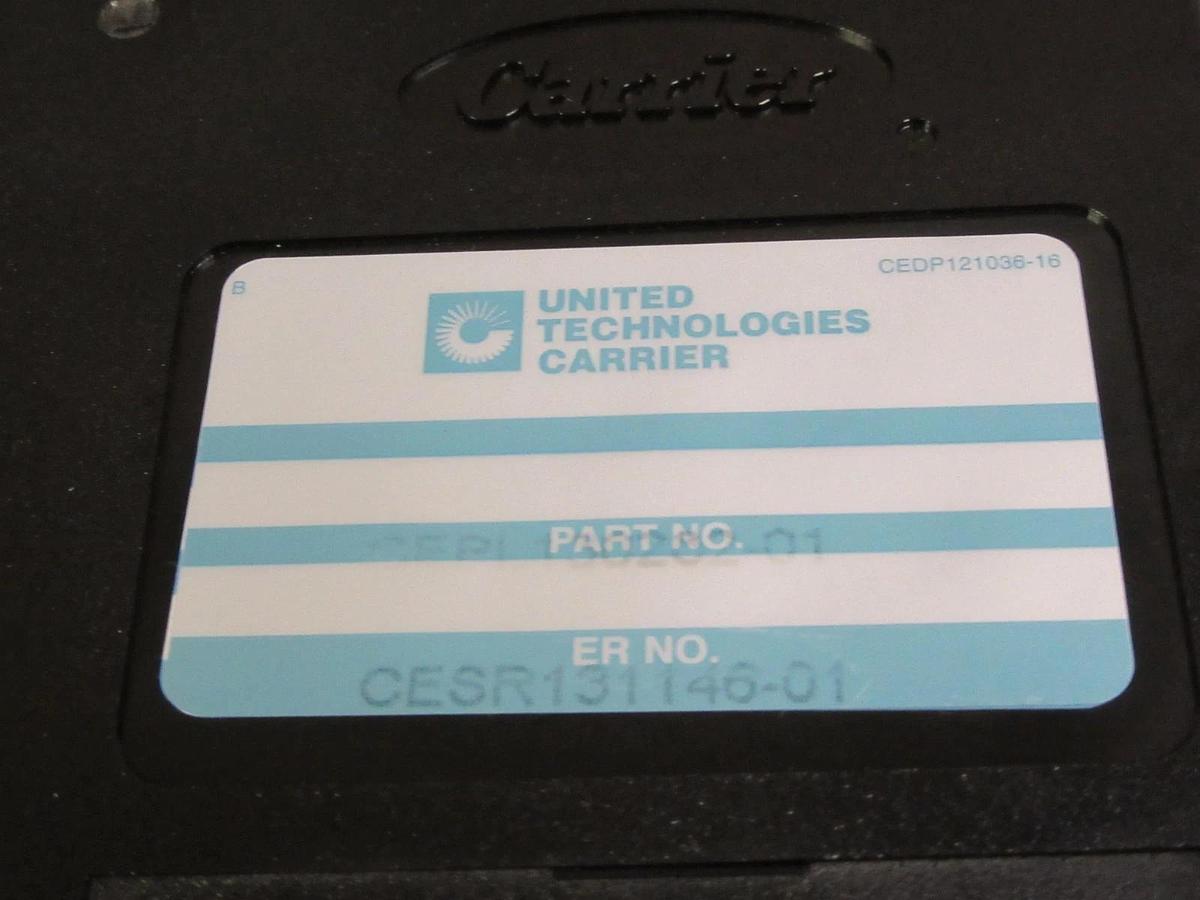 Carrier
B
CEDP121036-16
UNITED
TECHNOLOGIES
CARRIER
PART NO.
ER NO.
CESR131146-01